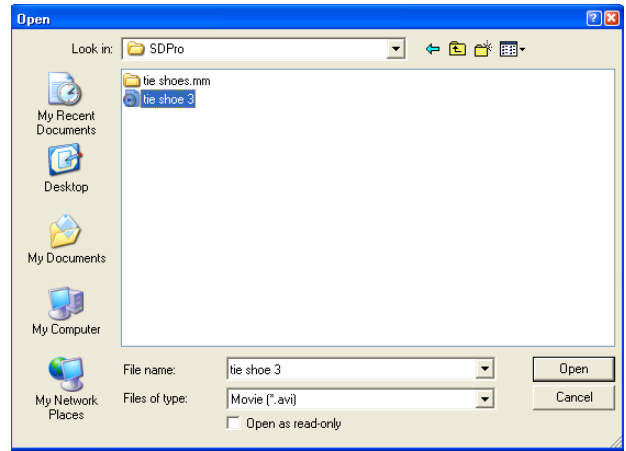 Open
Look in: SDPro
tie shoes.mm
tie shoe 3
My Recent
Documents
Desktop
My Documents
My Computer
My Network
Places
File name: tie shoe 3 Open
Files of type: Movie (*.avi) Cancel
Open as read-only